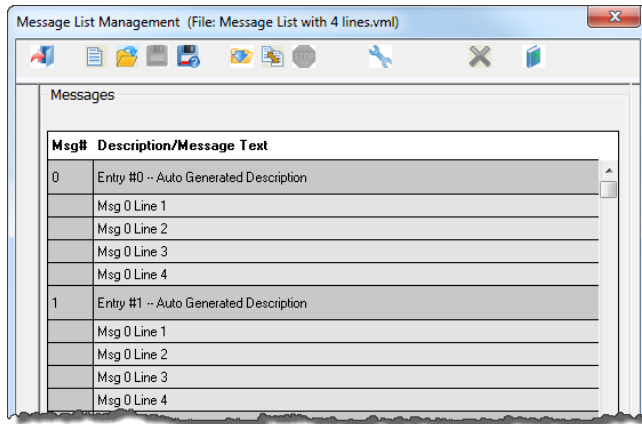 Message List Management (File: Message List with 4 lines.vml)
STOP
Messages
Msg# Description/Message Text
0 Entry #0 -- Auto Generated Description
Msg 0 Line 1
Msg 0 Line 2
Msg 0 Line 3
Msg 0 Line 4
1 Entry #1 -- Auto Generated Description
Msg 0 Line 1
Msg 0 Line 2
Msg 0 Line 3
Msg 0 Line 4